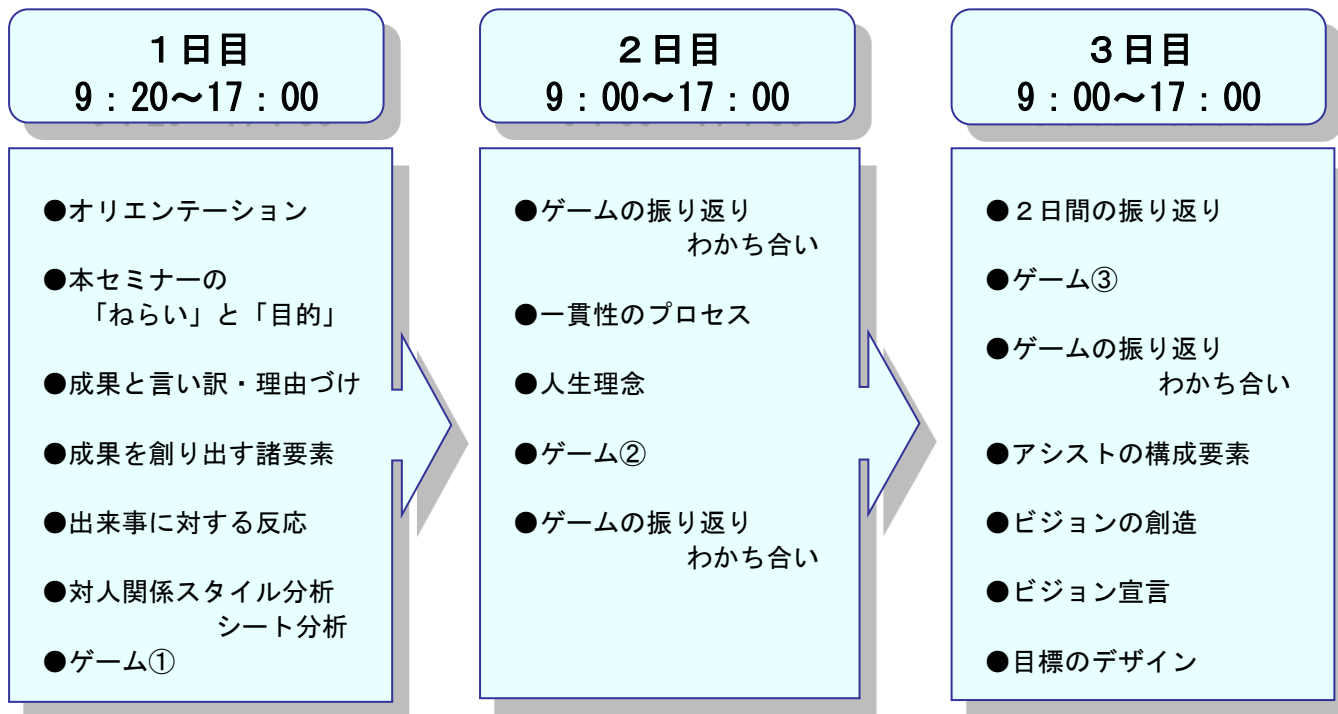 1日目
9:20～17:00
●オリエンテーション
●本セミナーの
「ねらい」と「目的」
●成果と言い訳・理由づけ
●成果を創り出す諸要素
●出来事に対する反応
●対人関係スタイル分析
シート分析
●ゲーム①
2日目
9:00～17:00
●ゲームの振り返り
わかち合い
●一貫性のプロセス
●人生理念
●ゲーム②
●ゲームの振り返り
わかち合い
3日目
9:00～17:00
●2日間の振り返り
●ゲーム③
●ゲームの振り返り
わかち合い
●アシストの構成要素
●ビジョンの創造
●ビジョン宣言
●目標のデザイン